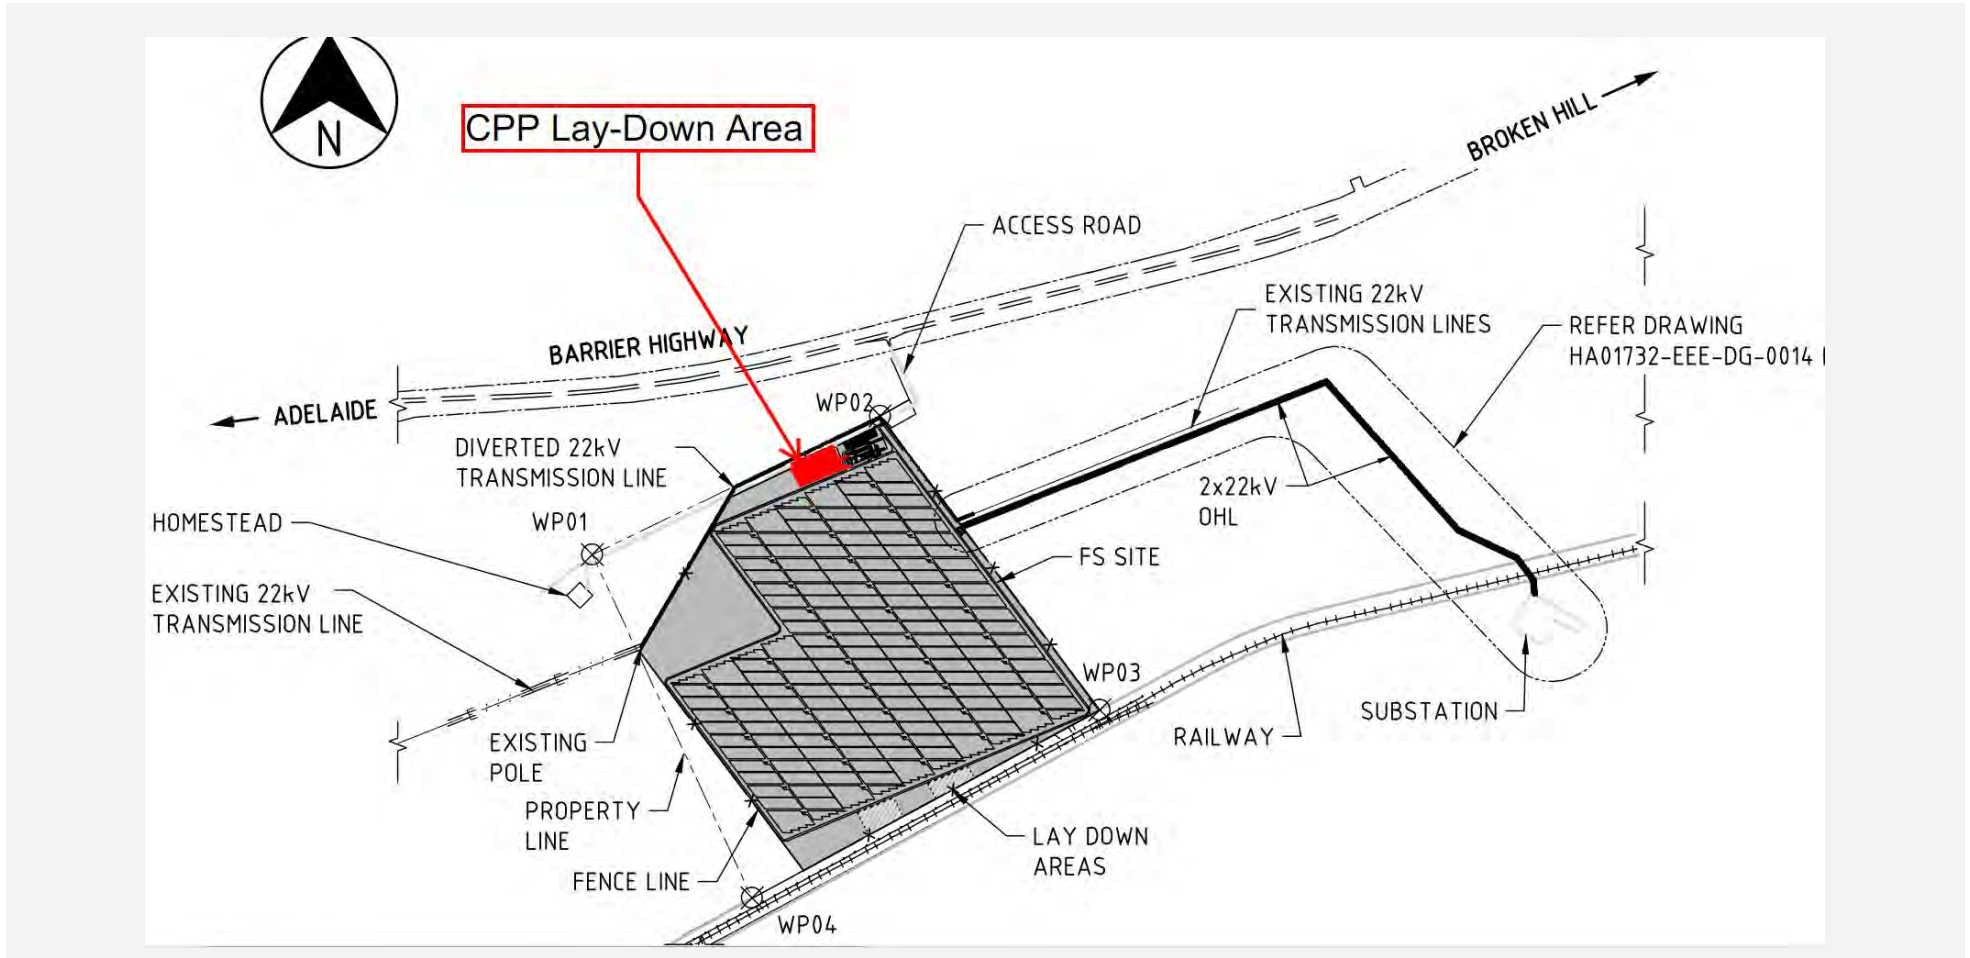 N
CPP Lay-Down Area
BROKEN HILL
ACCESS ROAD
EXISTING 22kV
TRANSMISSION LINES
REFER DRAWING
HA01732-EEE-DG-0014
BARRIER HIGHWAY
ADELAIDE
WP02
DIVERTED 22kV
TRANSMISSION LINE
2x22kV
OHL
HOMESTEAD
WP01
FS SITE
EXISTING 22kV
TRANSMISSION LINE
WP03
SUBSTATION
RAILWAY
EXISTING
POLE
PROPERTY
LINE
LAY DOWN
AREAS
FENCE LINE
WP04